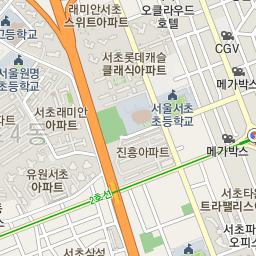 래미안서초
스위트아파트
오클라우드
호텔
고등학교
CGV
서초롯데캐슬
클래식아파트
서울원명
초등학교
메가박스
서초래미안
아파트
서울서초
초등학교
4동
진흥아파트
메가박스
유원서초
아파트
2호선
서초타운
트라팰리스아
서초파
오피스
서초삼성